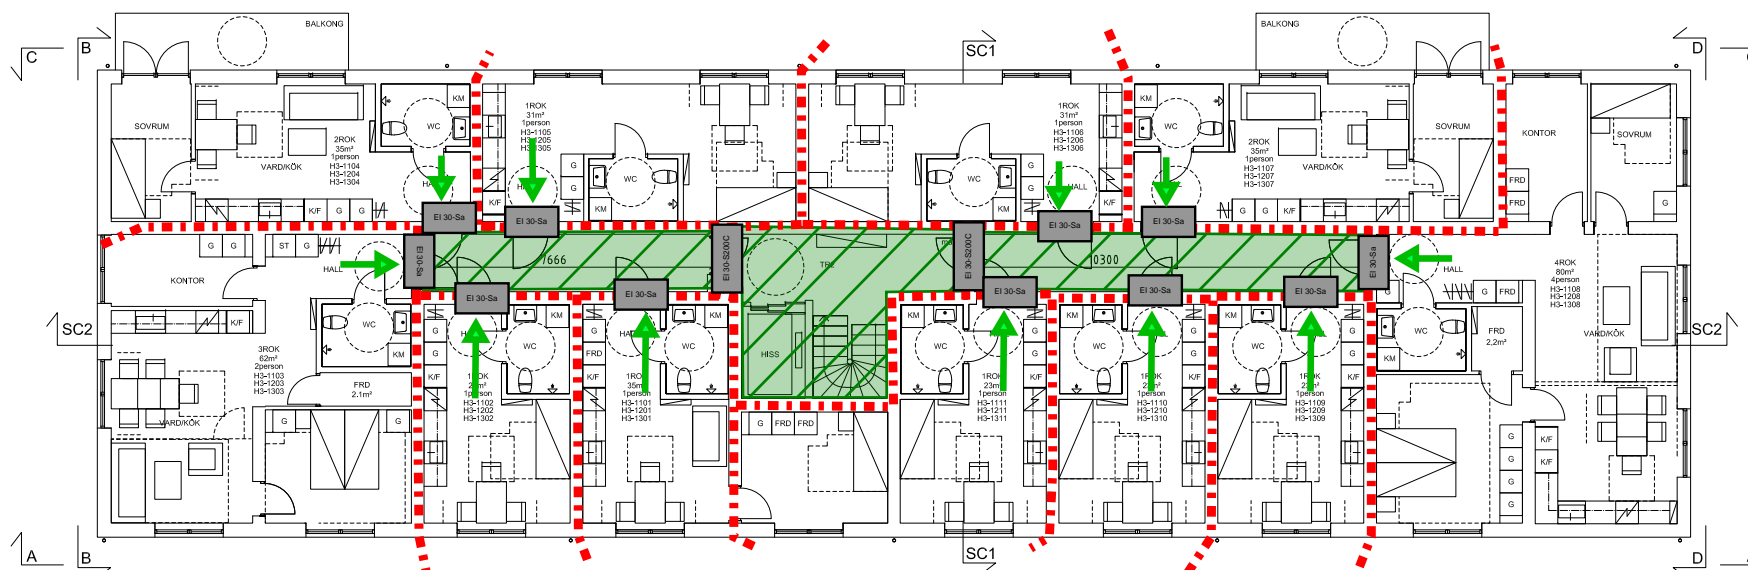 BALKONG
BALKONG
C
B
SC1
D
SOVRUM
2ROK
35m²
1person
H3-1104
H3-1204
H3-1304
VARD/KÖK
KM
WC
K/F
G
G
EI 30-Sa
1ROK
31m²
1person
H3-1105
H3-1205
H3-1305
K/F
G
G
WC
KM
EI 30-Sa
1ROK
31m²
1person
H3-1106
H3-1206
H3-1306
WC
KM
G
G
HALL
K/F
EI 30-Sa
KM
WC
EI 30-Sa
2ROK
35m²
1person
H3-1107
H3-1207
H3-1307
VARD/KÖK
G
G
K/F
SOVRUM
KONTOR
FRD
FRD
SOVRUM
G
KONTOR
G
G
ST
G
HALL
EI 30-Sa
EI 30-S200C
EI 30-S200C
EI 30-Sa
HALL
4ROK
80m²
4person
H3-1108
H3-1208
H3-1308
VARD/KÖK
G
G
FRD
FRD
2,2m²
SC2
SC2
K/F
3ROK
62m²
2person
H3-1103
H3-1203
H3-1303
WC
KM
FRD
2.1m²
VARD/KÖK
G
G
EI 30-Sa
KM
WC
G
G
K/F
1person
H3-1102
H3-1202
H3-1302
EI 30-Sa
G
FRD
K/F
KM
WC
1ROK
35m²
1person
H3-1101
H3-1201
H3-1301
HISS
G
FRD
FRD
EI 30-Sa
KM
WC
G
G
K/F
1ROK
23m²
1person
H3-1111
H3-1211
H3-1311
EI 30-Sa
KM
WC
G
G
K/F
1ROK
1person
H3-1110
H3-1210
H3-1310
EI 30-Sa
KM
WC
G
G
K/F
1ROK
1person
H3-1109
H3-1209
H3-1309
WC
KM
G
G
G
G
K/F
K/F
A
B
SC1
D